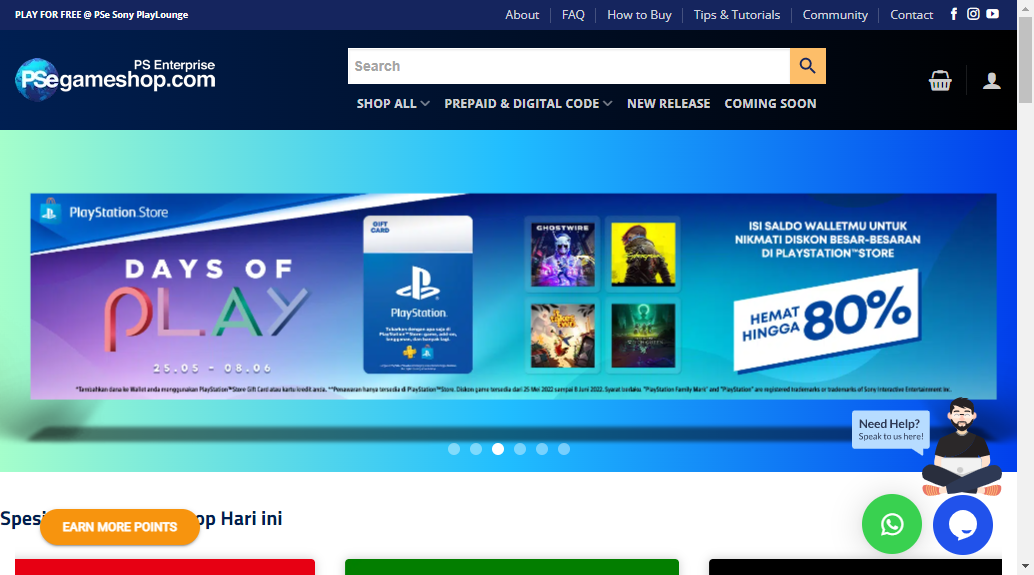 PLAY FOR FREE @ PSe Sony PlayLounge
About
FAQ
How to Buy
Tips & Tutorials
Community
Contact
PS Enterprise
PSegameshop.com
Search
SHOP ALL
PREPAID & DIGITAL CODE
NEW RELEASE
COMING SOON
PlayStation Store
DAYS OF
PLAY
25.05 - 08.06
GIFT
CARD
PlayStation
GHOSTWIRE
ISI SALDO WALLETMU UNTUK
NIKMATI DISKON BESAR-BESARAN
DI PLAYSTATION™STORE
HEMAT
HINGGA
80%
*Tambahkan dana ke Wallet anda menggunakan PlayStation™Store Gift Card atau kartu kredit anda. **Penawaran hanya tersedia di PlayStation™Store. Diskon game tersedia dari 25 Mei 2022 sampai 8 Juni 2022. Syarat berlaku. "PlayStation Family Mark" and "PlayStation" are registered trademarks or trademarks of Sony Interactive Entertainment Inc.
Need Help?
Speak to us here!
Spesi
op Hari ini
EARN MORE POINTS